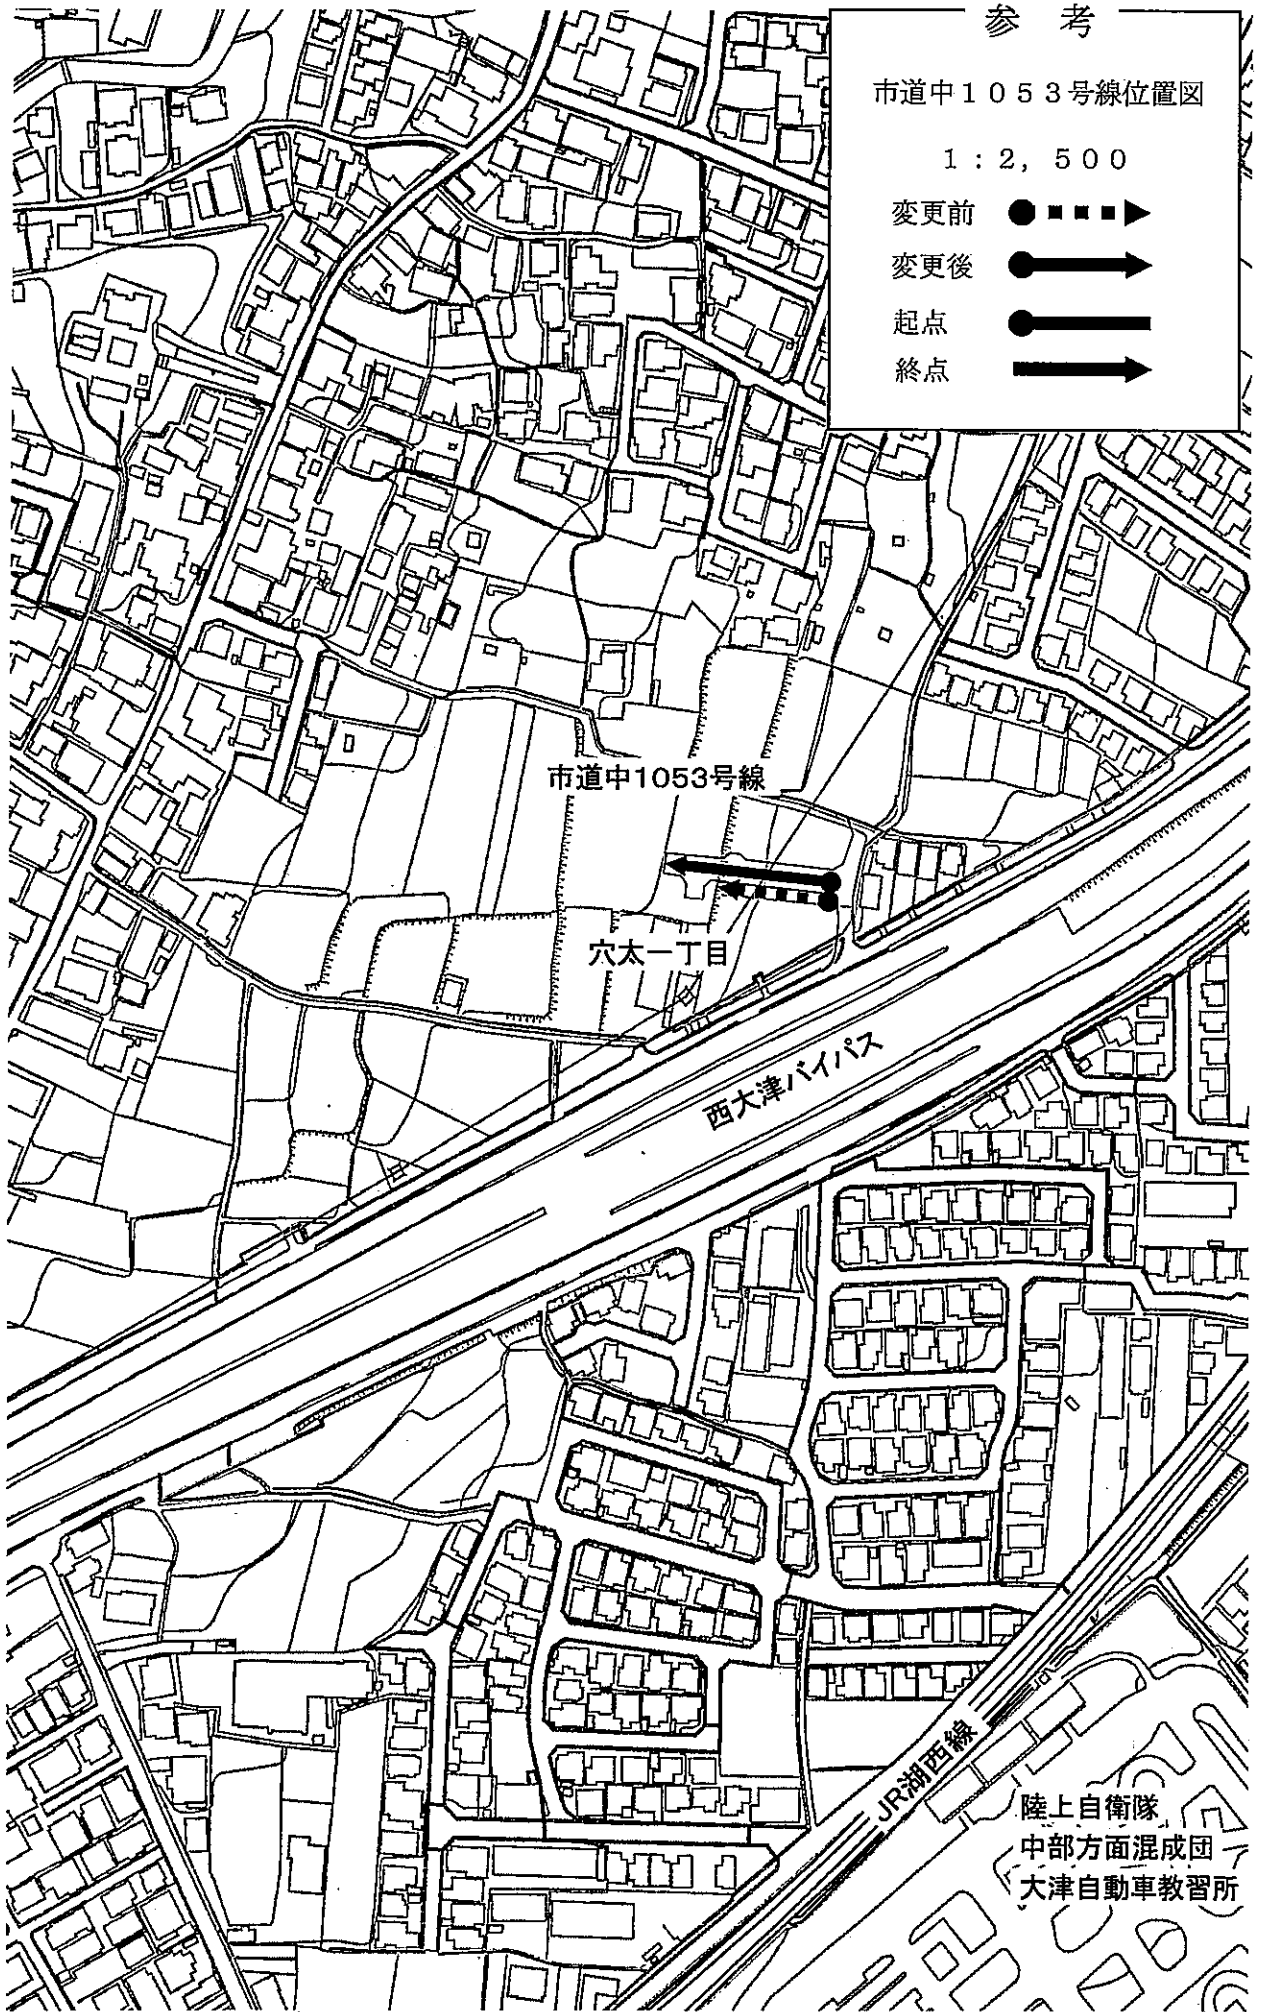 参 考
市道中1053号線位置図
1:2,500
変更前
変更後
起点
終点
市道中1053号線
穴太一丁目
西大津バイパス
JR湖西線
陸上自衛隊
中部方面混成団
大津自動車教習所